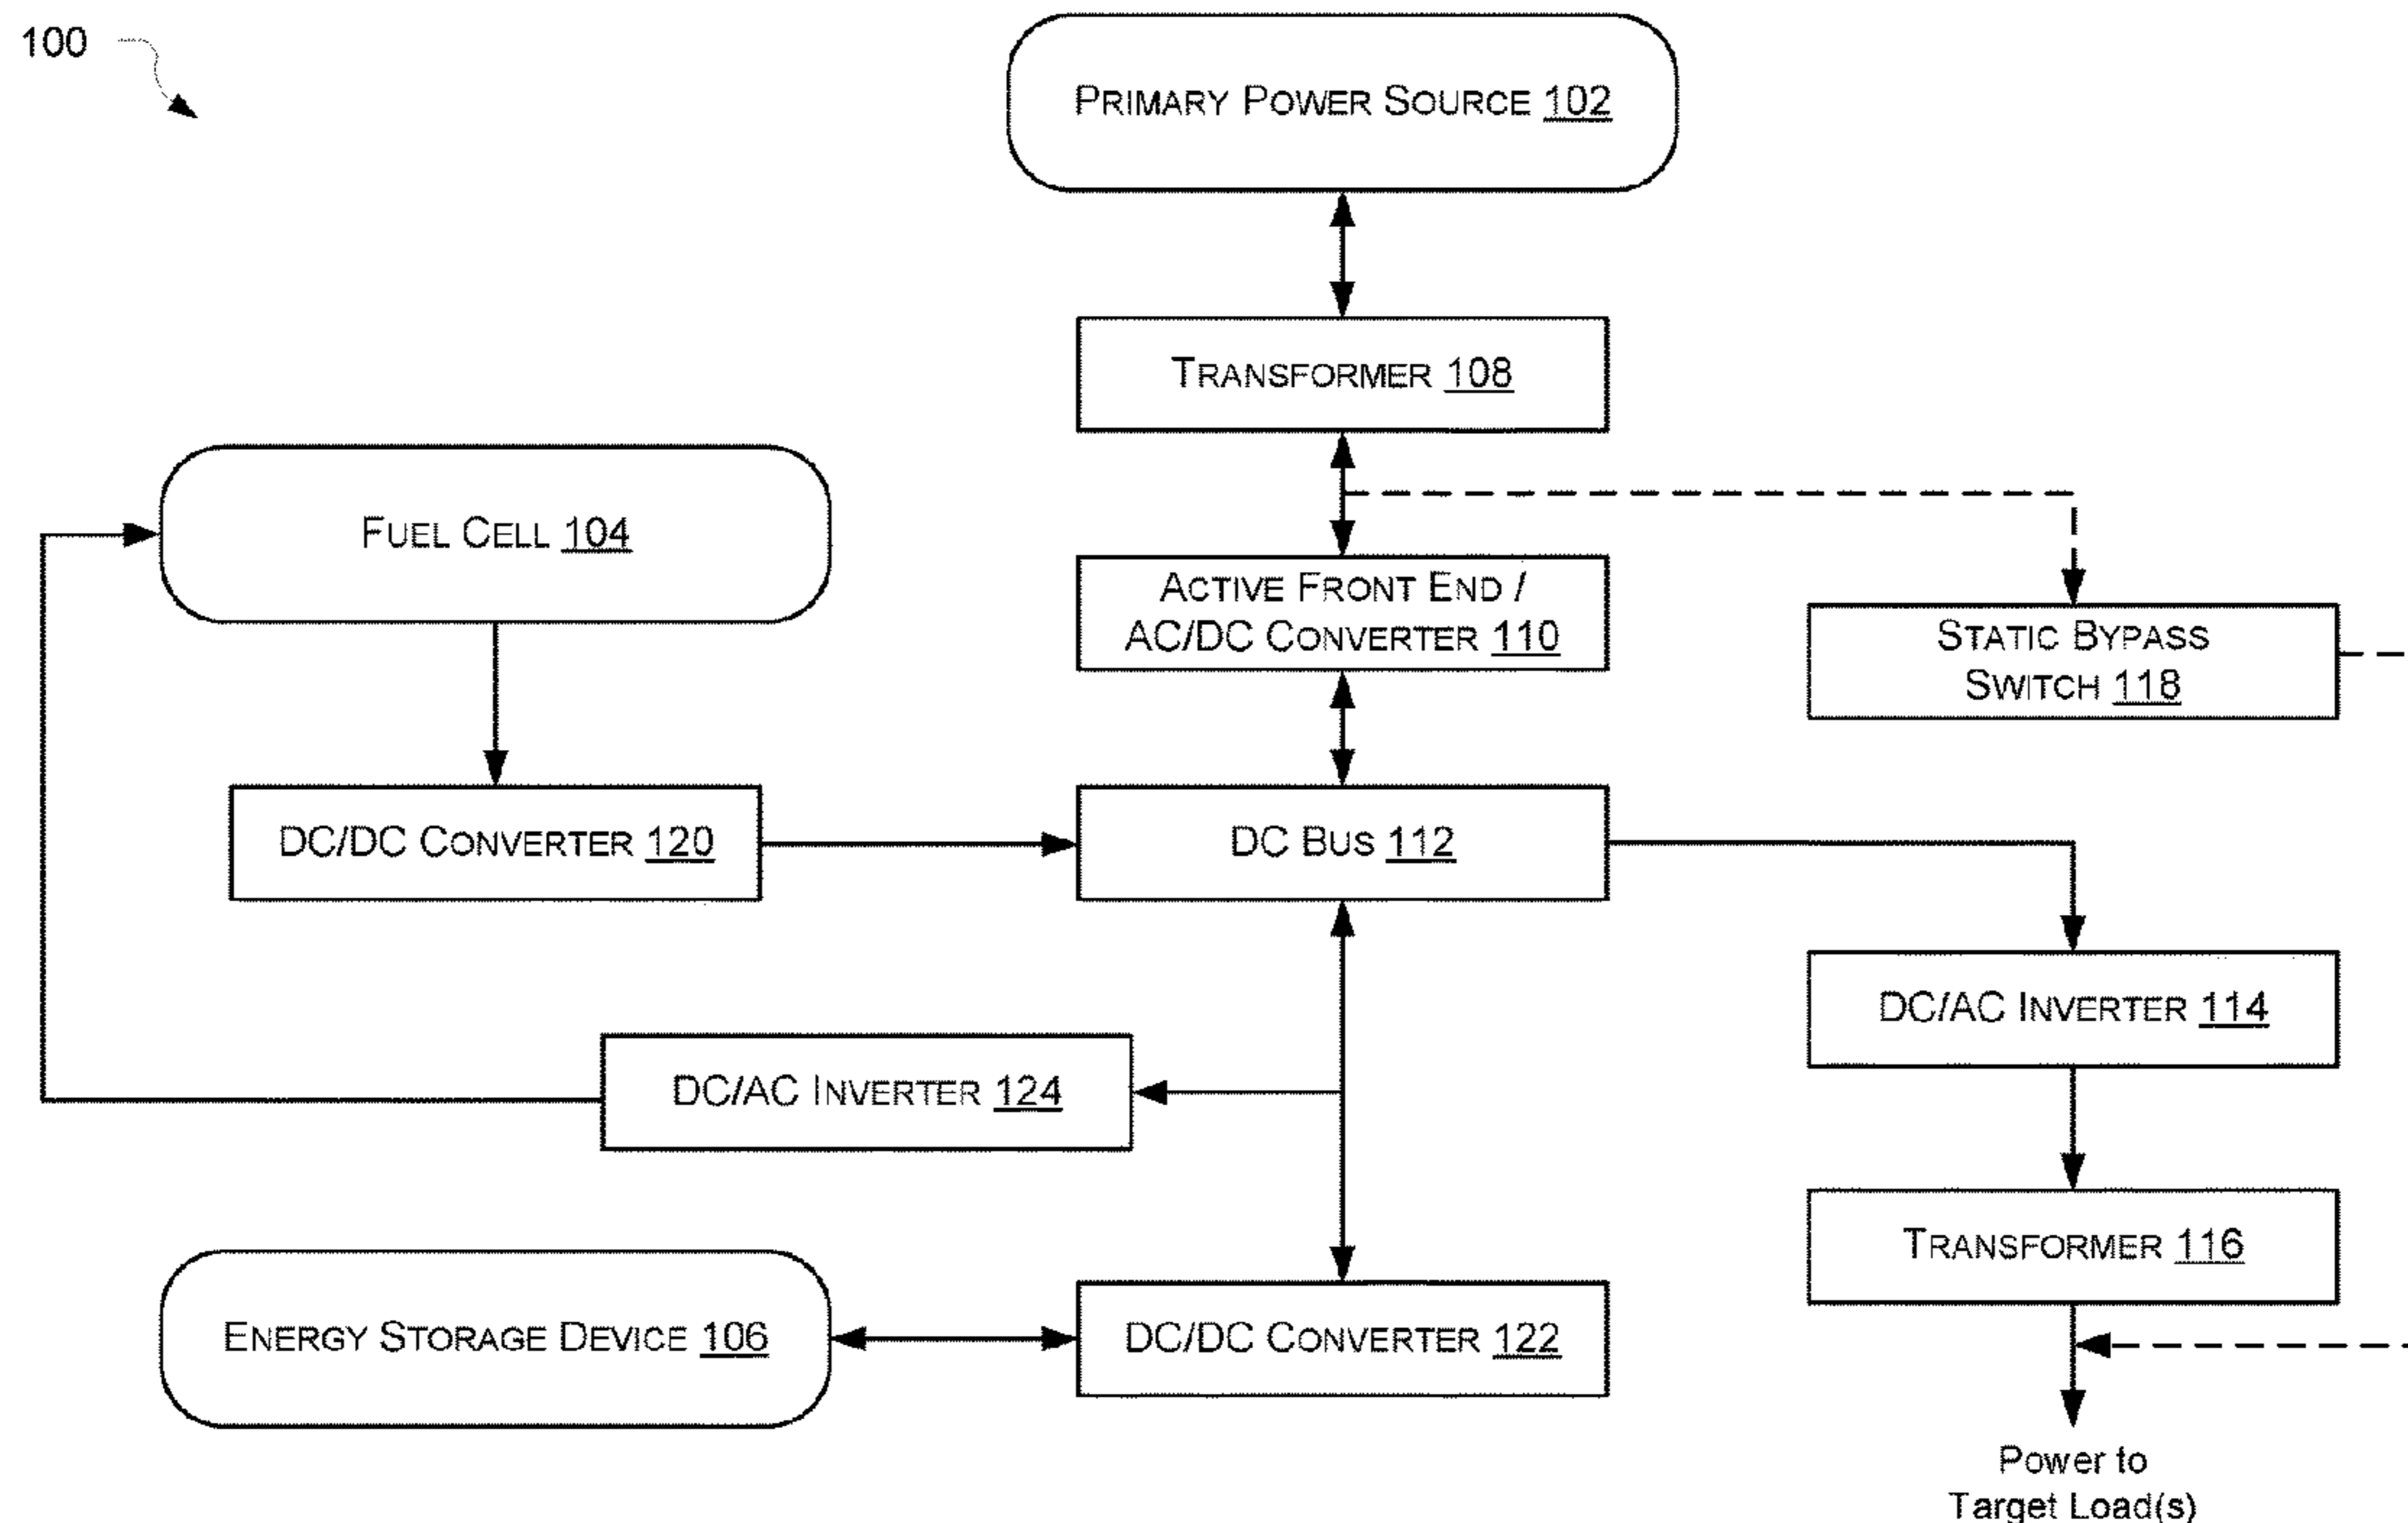 100
PRIMARY POWER SOURCE 102
TRANSFORMER 108
FUEL CELL 104
ACTIVE FRONT END /
AC/DC CONVERTER 110
STATIC BYPASS
SWITCH 118
DC/DC CONVERTER 120
DC BUS 112
DC/AC INVERTER 114
DC/AC INVERTER 124
TRANSFORMER 116
ENERGY STORAGE DEVICE 106
DC/DC CONVERTER 122
Power to
Target Load(s)